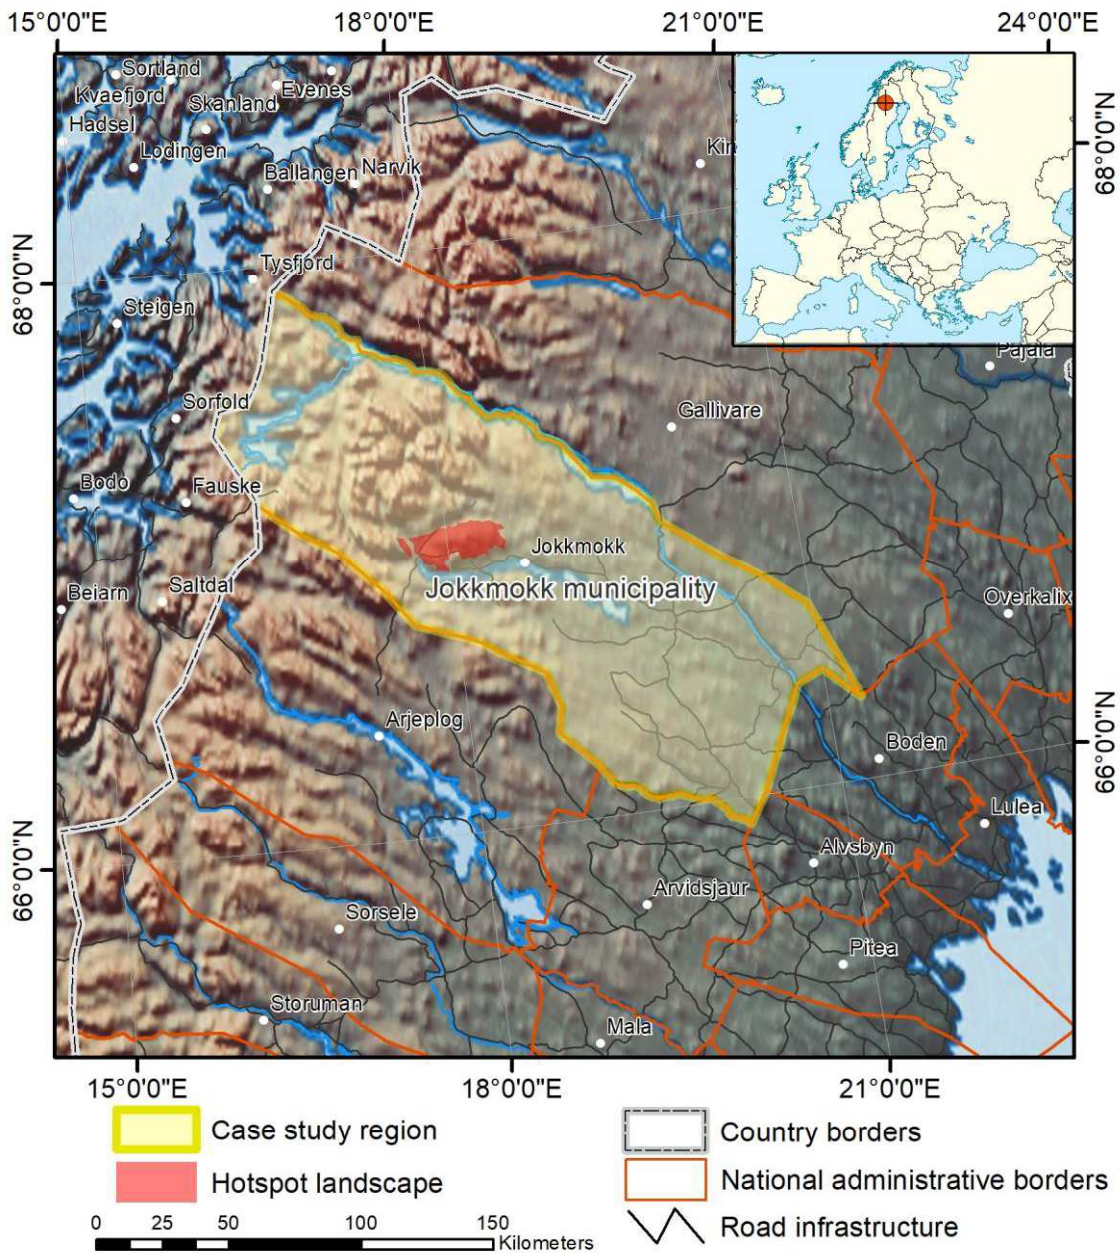 15°0'0"E 18°0'0"E 21°0'0"E 24°0'0"E
Sortland
Kvaefjord
Skanland
Evenes
Hadsel
Lodingen
Ballangen
Narvik
Kir
68°0'0"N
68°0'0"N
Tysfjord
Steigen
Pajala
Sorfold
Gallivare
Bodo
Fauske
Jokkmokk
Jokkmokk municipality
Beiarn
Saltdal
Overkalix
Arjeplog
Boden
66°0'0"N
Lulea
66°0'0"N
Alvsbyn
Arvidsjaur
Sorsele
Pitea
Storuman
Mala
15°0'0"E 18°0'0"E 21°0'0"E
Case study region
Hotspot landscape
Country borders
National administrative borders
Road infrastructure
0 25 50 100 150
Kilometers